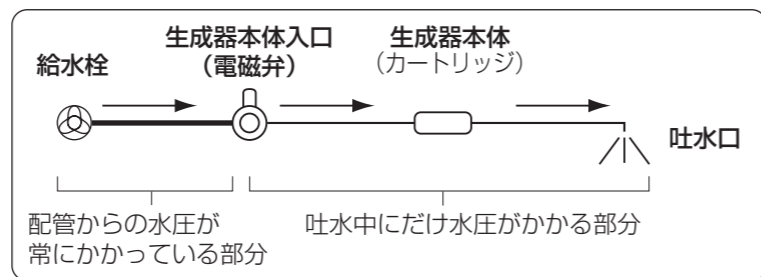 給水栓
生成器本体入口
（電磁弁）
生成器本体
（カートリッジ）
吐水口
配管からの水圧が
常にかかっている部分
吐水中にだけ水圧がかかる部分